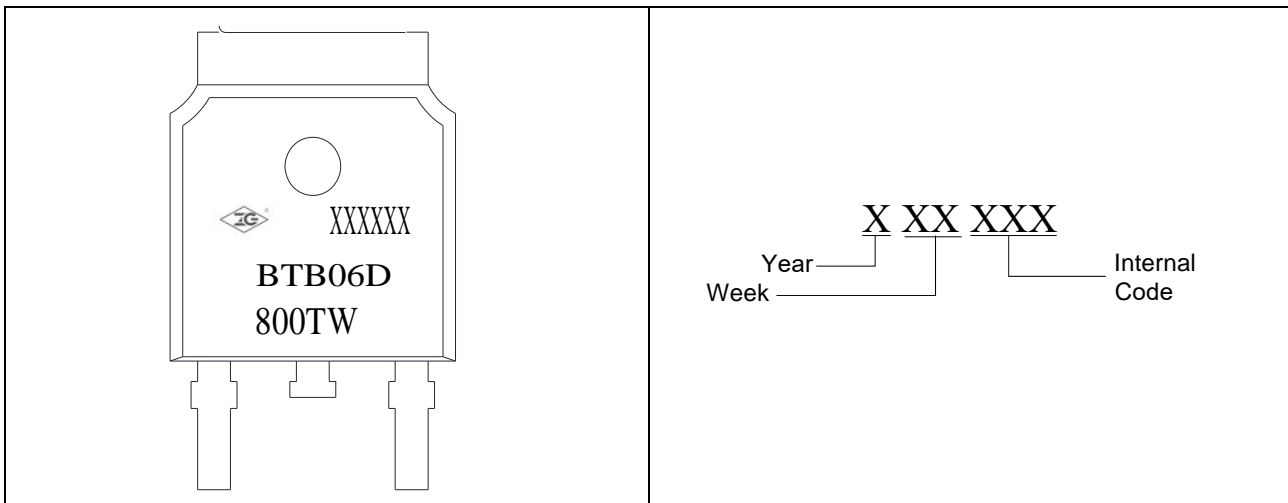 XXXXXX
BTB06D
800TW
X XX XXX
Year
Week
Internal
Code